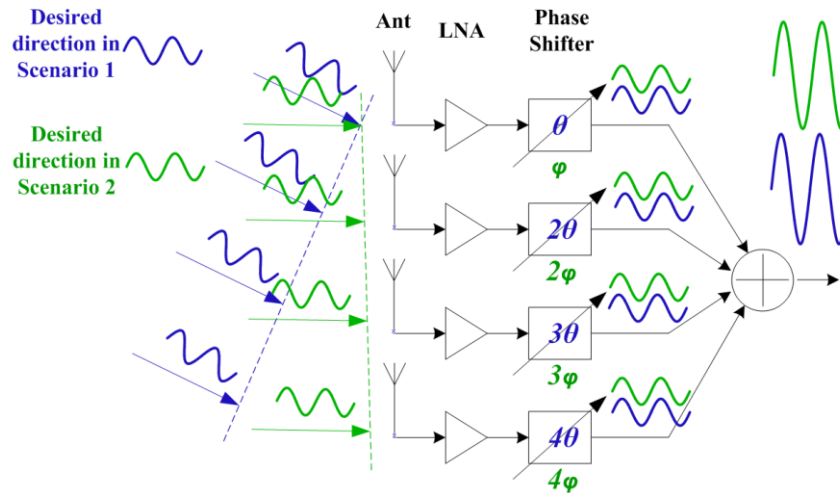 Desired
direction in
Scenario 1
Desired
direction in
Scenario 2
Ant
LNA
Phase
Shifter
θ
φ
2θ
2φ
3θ
3φ
4θ
4φ